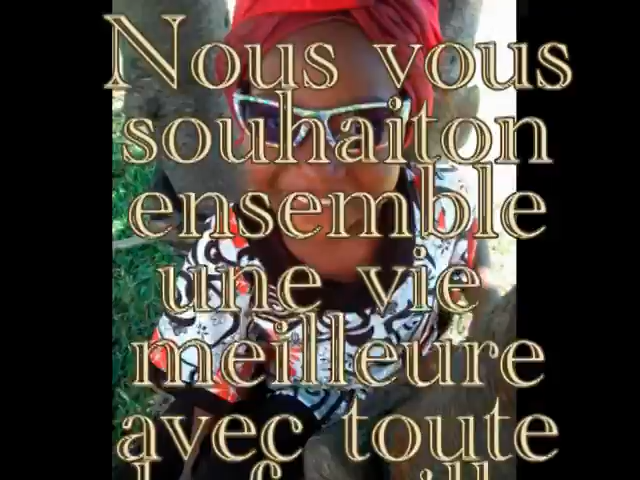 Nous vous
souhaiton
ensemble
une vie
meilleure
avec toute